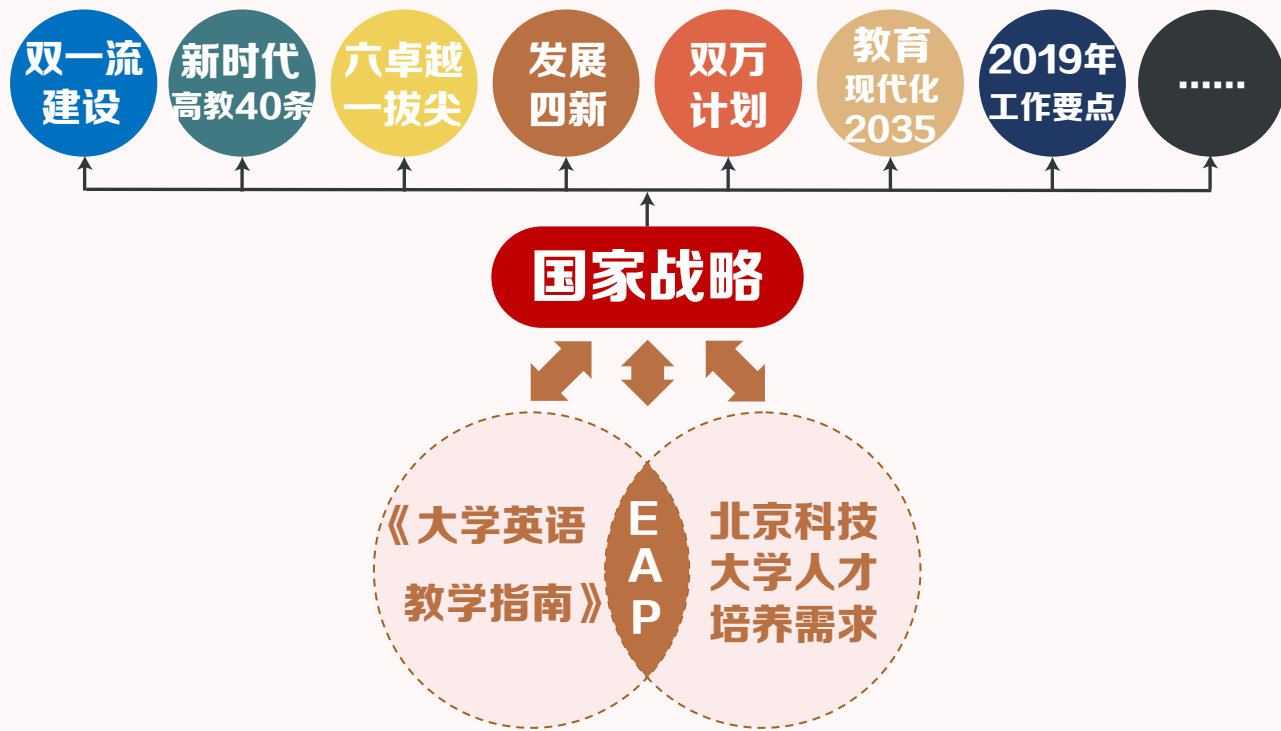 双一流
建设
新时代
高教40条
六卓越
一拔尖
发展
四新
双万
计划
教育
现代化
2035
2019年
工作要点
······
国家战略
《大学英语
教学指南》
E
A
P
北京科技
大学人才
培养需求